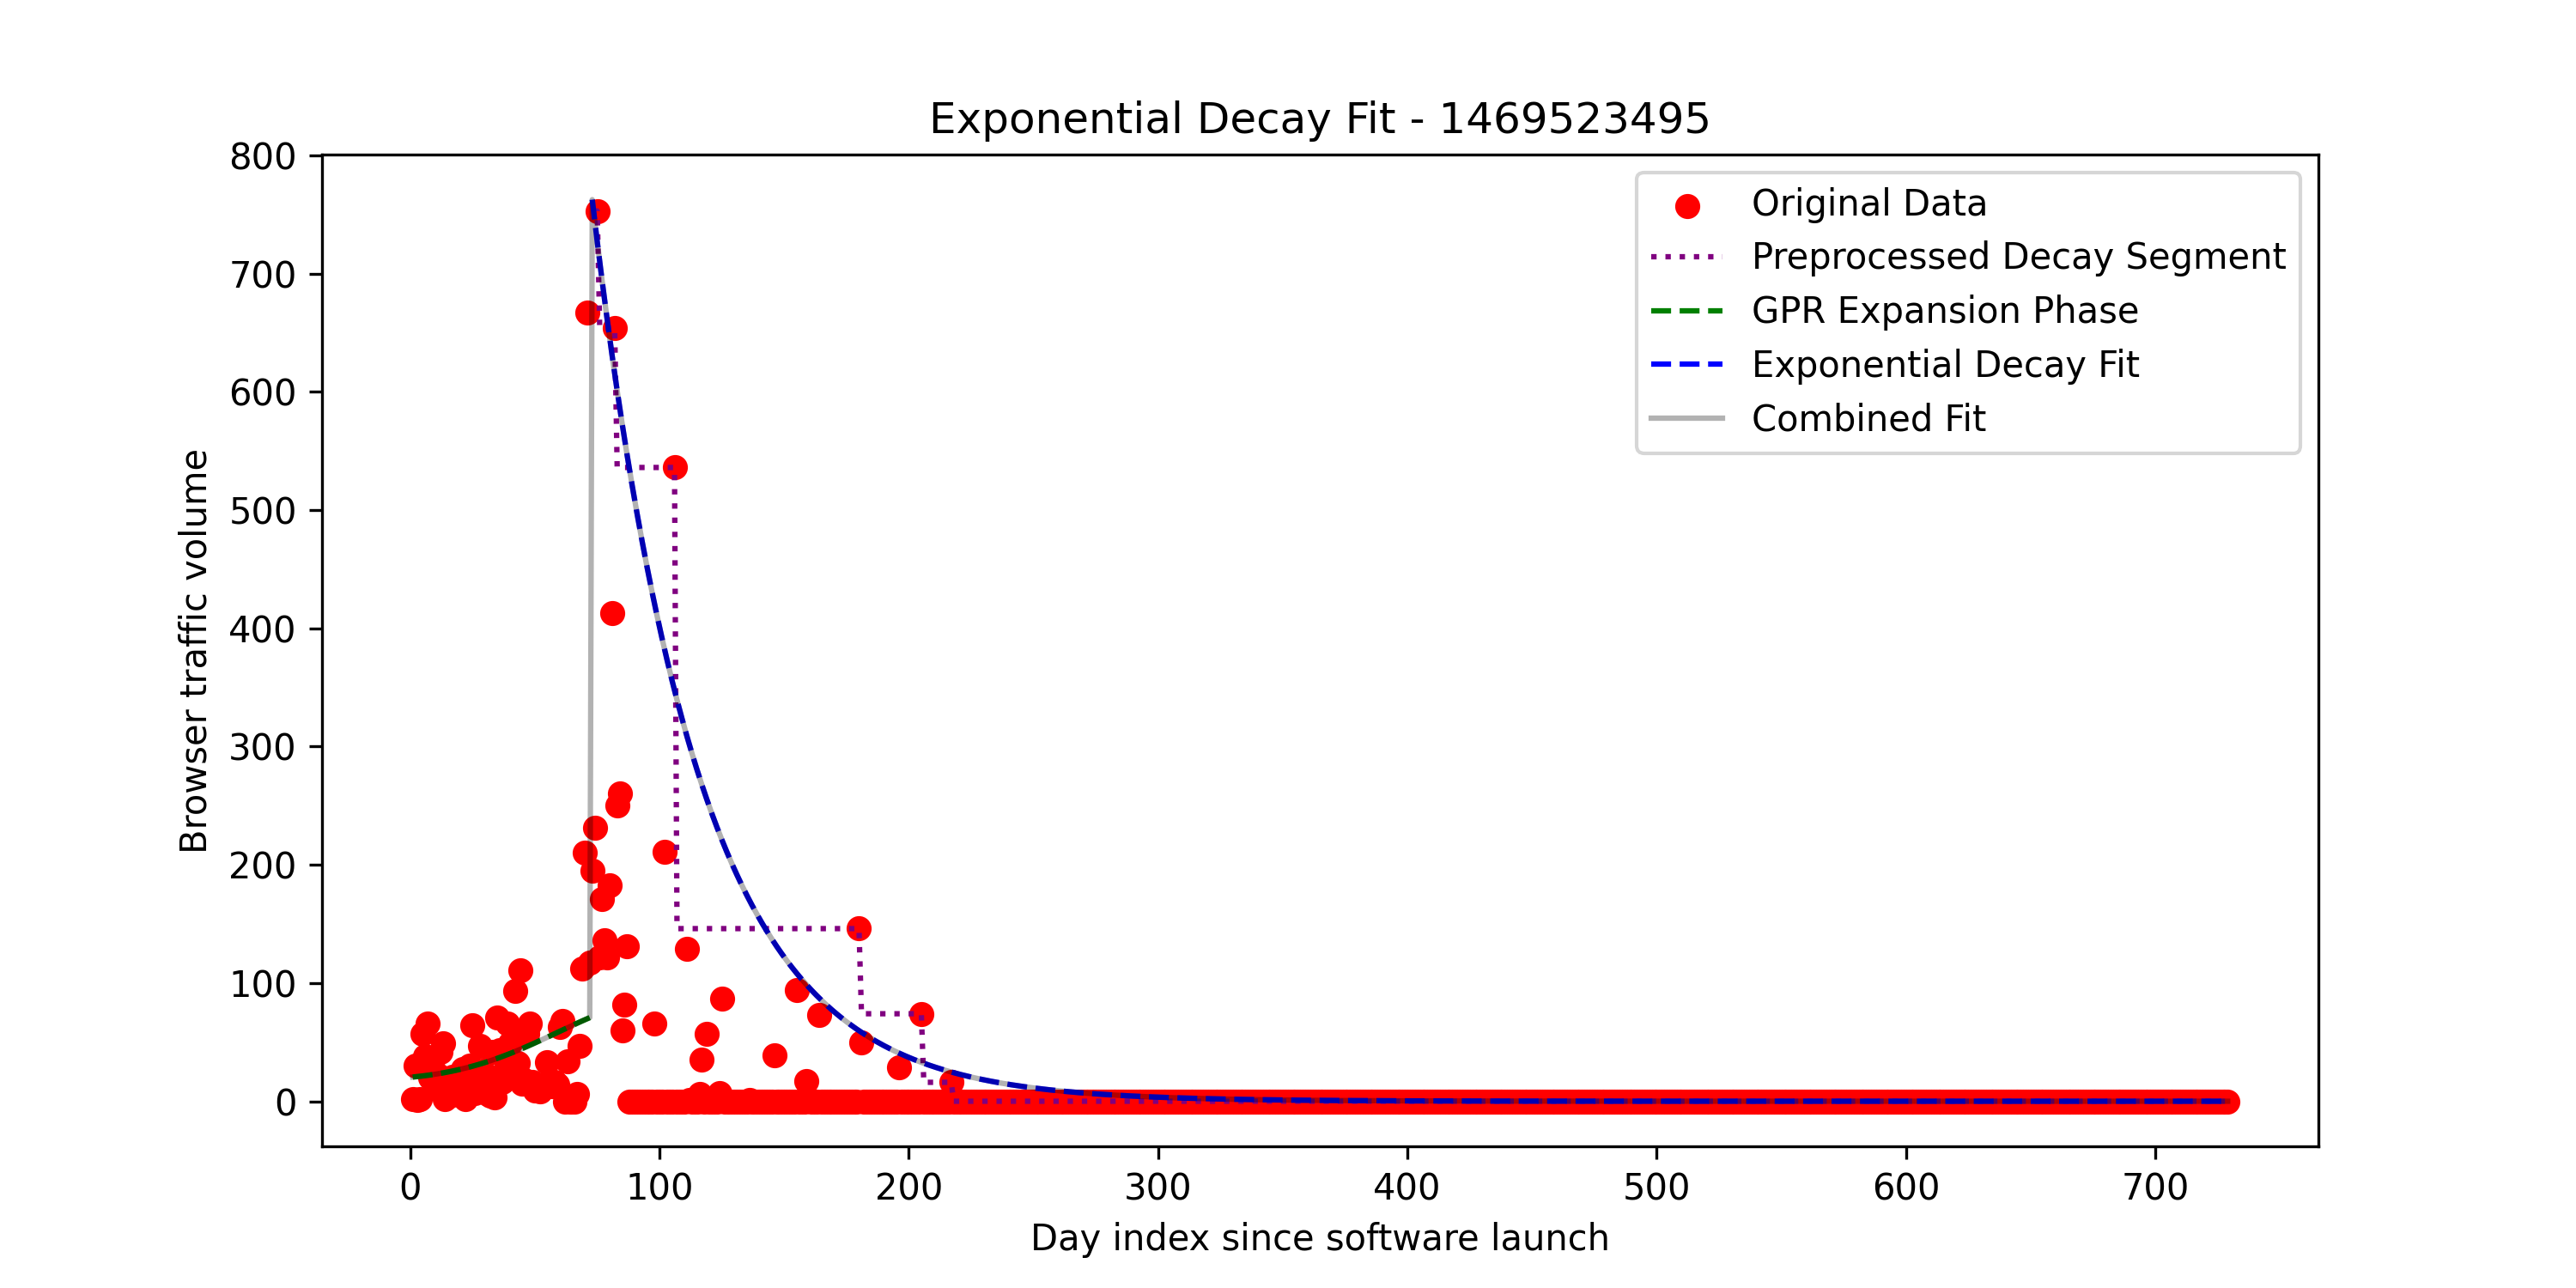 Exponential Decay Fit - 1469523495
Original Data
Preprocessed Decay Segment
GPR Expansion Phase
Exponential Decay Fit
Combined Fit
Browser traffic volume
800
700
600
500
400
300
200
100
0
0 100 200 300 400 500 600 700
Day index since software launch